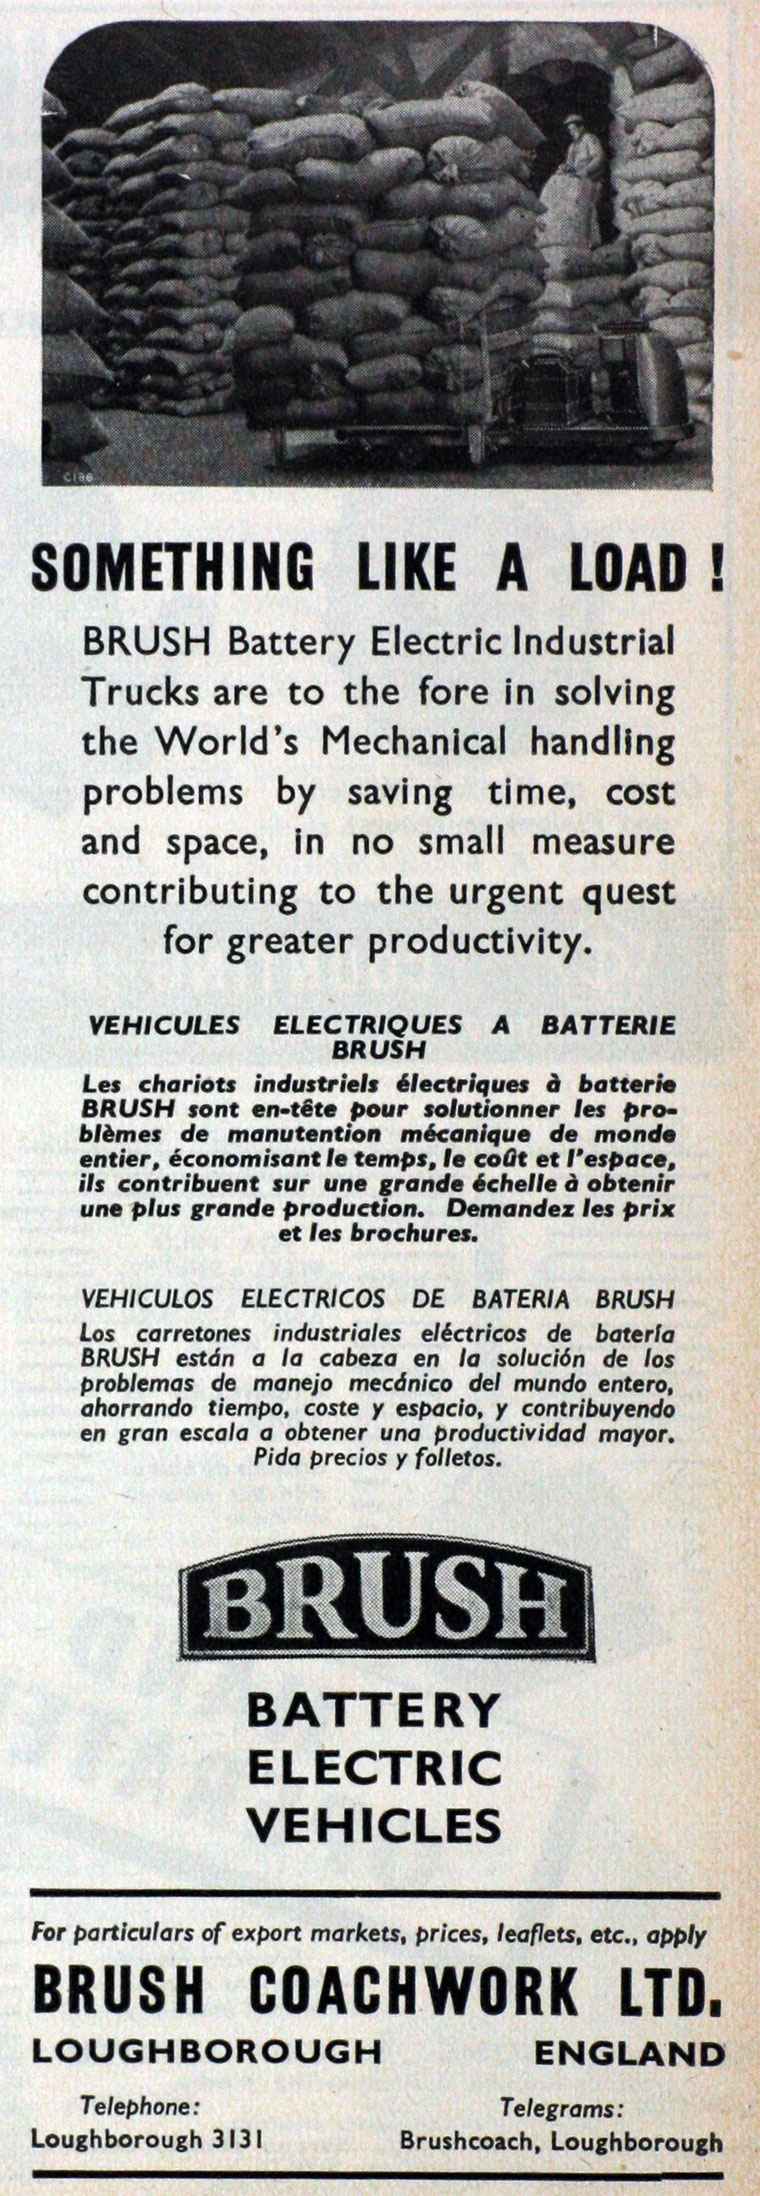 C188
SOMETHING LIKE A LOAD !
BRUSH Battery Electric Industrial
Trucks are to the fore in solving
the World's Mechanical handling
problems by saving time, cost
and space, in no small measure
contributing to the urgent quest
for greater productivity.
VEHICULES ELECTRIQUES A BATTERIE
BRUSH
Les chariots industriels électriques à batterie
BRUSH sont en-tête pour solutionner les pro-
blèmes de manutention mécanique de monde
entier, économisant le temps, le coût et l'espace,
ils contribuent sur une grande échelle à obtenir
une plus grande production. Demandez les prix
et les brochures.
VEHICULOS ELECTRICOS DE BATERIA BRUSH
Los carretones industriales eléctricos de batería
BRUSH están a la cabeza en la solución de los
problemas de manejo mecánico del mundo entero,
ahorrando tiempo, coste y espacio, y contribuyendo
en gran escala a obtener una productividad mayor.
Pida precios y folletos.
BRUSH
BATTERY
ELECTRIC
VEHICLES
For particulars of export markets, prices, leaflets, etc., apply
BRUSH COACHWORK LTD.
LOUGHBOROUGH ENGLAND
Telephone: Telegrams:
Loughborough 3131 Brushcoach, Loughborough